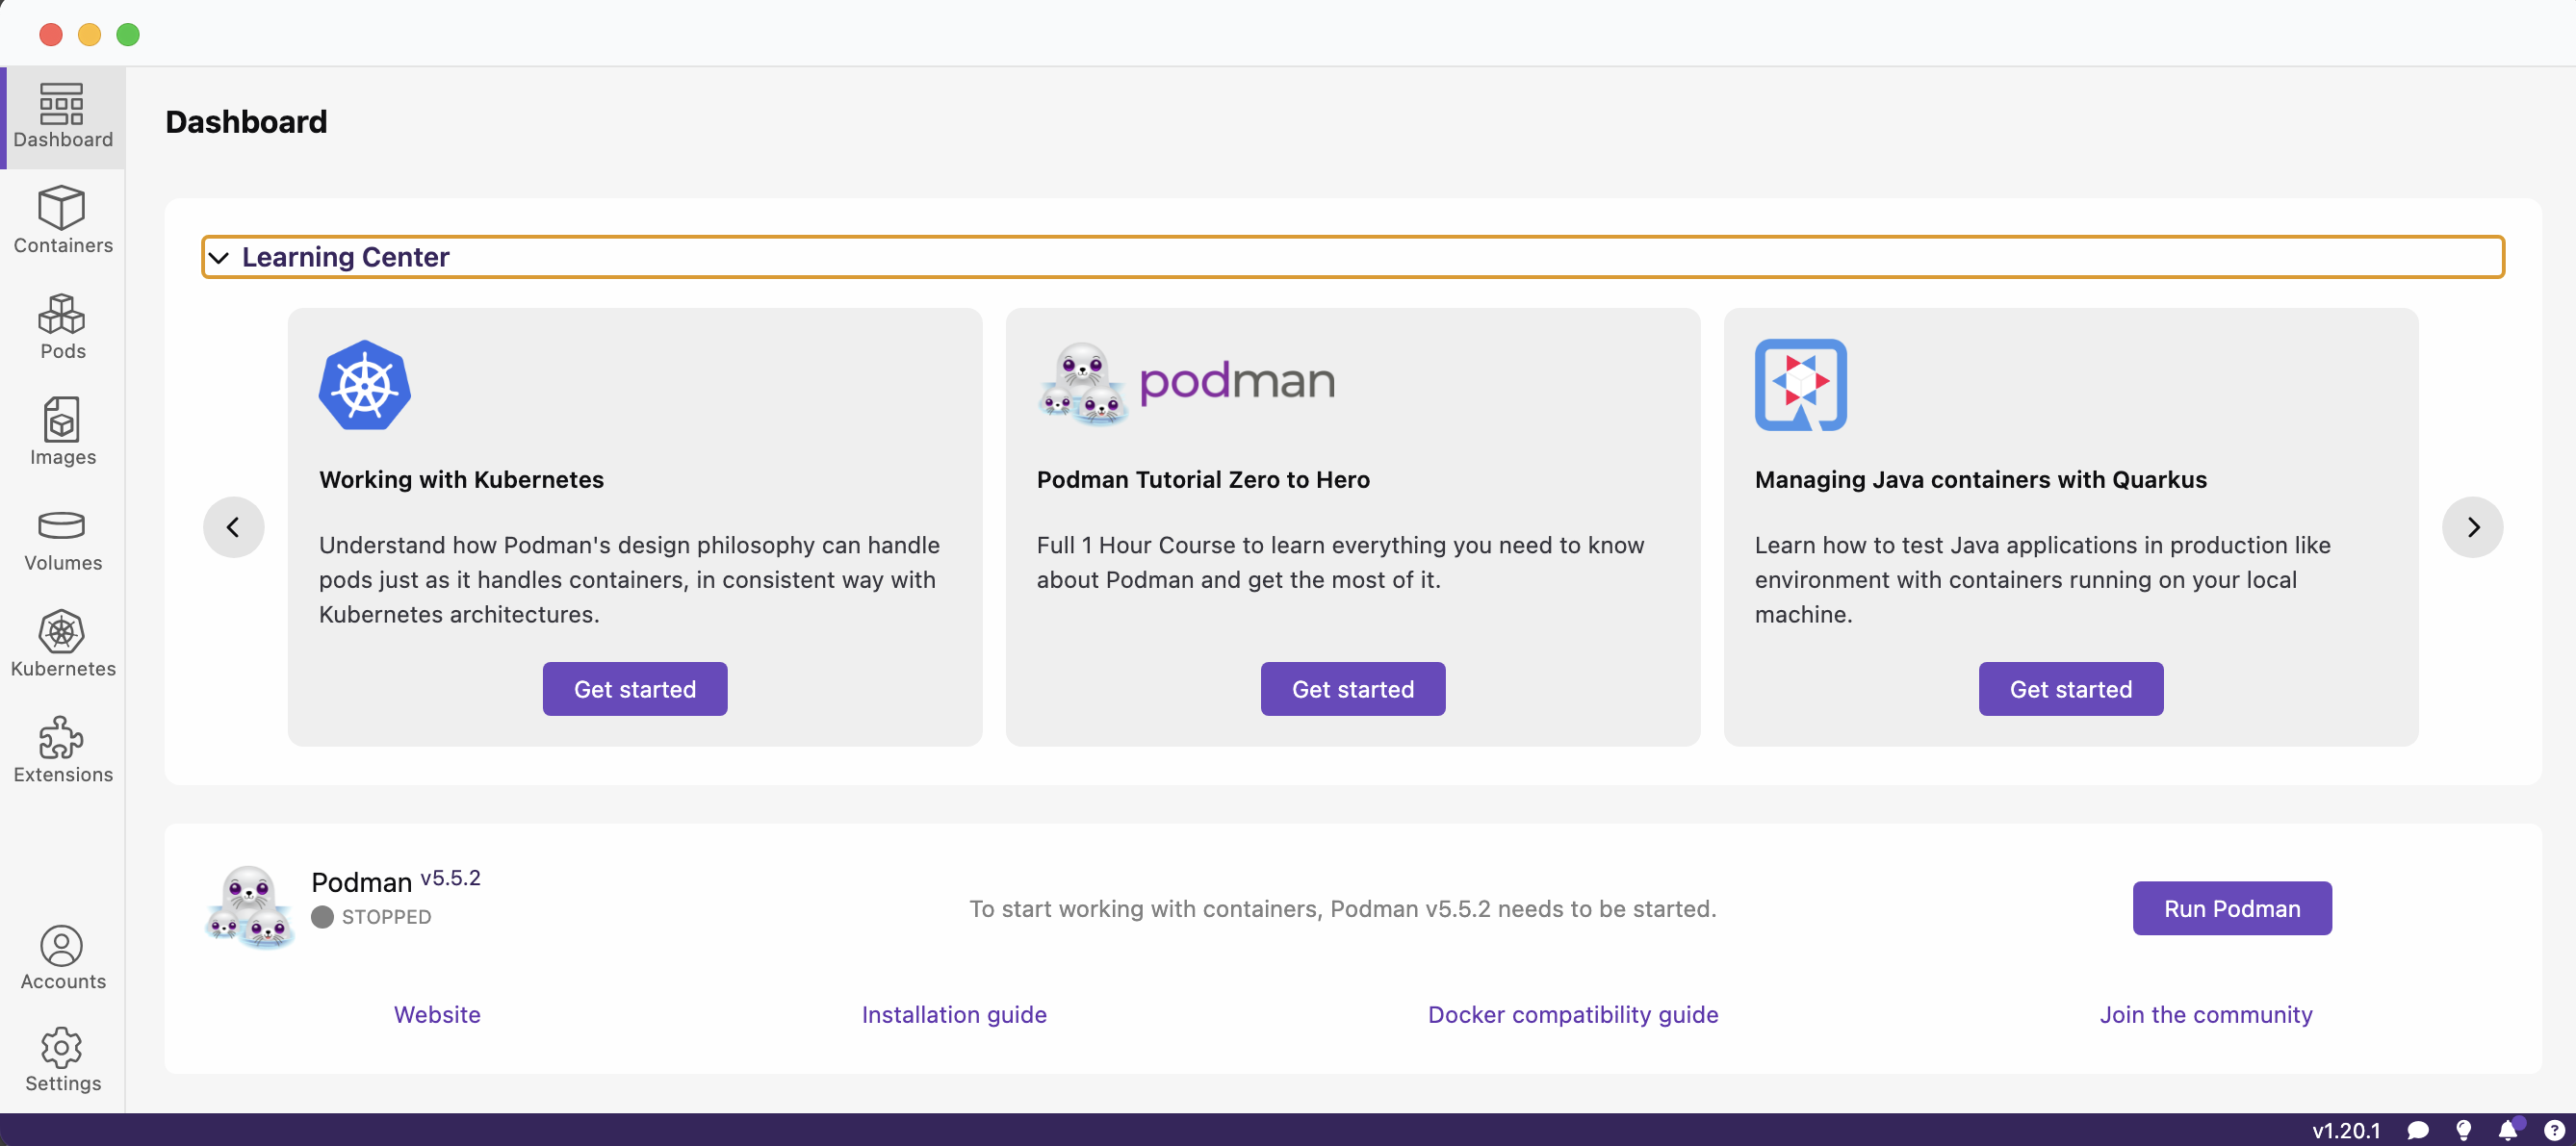 Dashboard
Dashboard
Containers
Pods
Images
Volumes
Kubernetes
Extensions
Accounts
Settings
Learning Center
Working with Kubernetes
Understand how Podman's design philosophy can handle
pods just as it handles containers, in consistent way with
Kubernetes architectures.
Get started
podman
Podman Tutorial Zero to Hero
Full 1 Hour Course to learn everything you need to know
about Podman and get the most of it.
Get started
Managing Java containers with Quarkus
Learn how to test Java applications in production like
environment with containers running on your local
machine.
Get started
Podman v5.5.2
STOPPED
To start working with containers, Podman v5.5.2 needs to be started.
Run Podman
Website
Installation guide
Docker compatibility guide
Join the community
v1.20.1